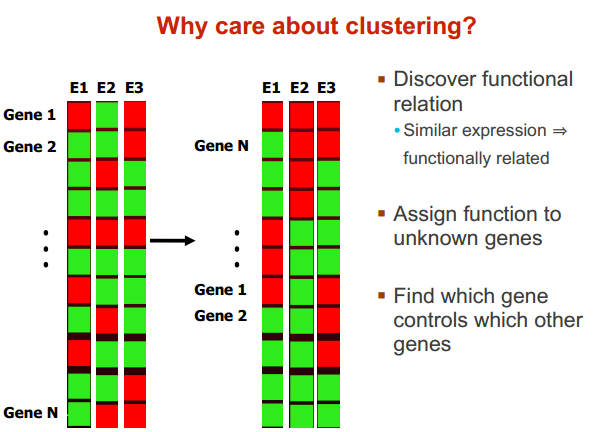 Why care about clustering?
E1 E2 E3
Gene 1
Gene 2
Gene N
E1 E2 E3
Gene N
Gene 1
Gene 2
▪ Discover functional
relation
• Similar expression ⇒
functionally related
▪ Assign function to
unknown genes
▪ Find which gene
controls which other
genes